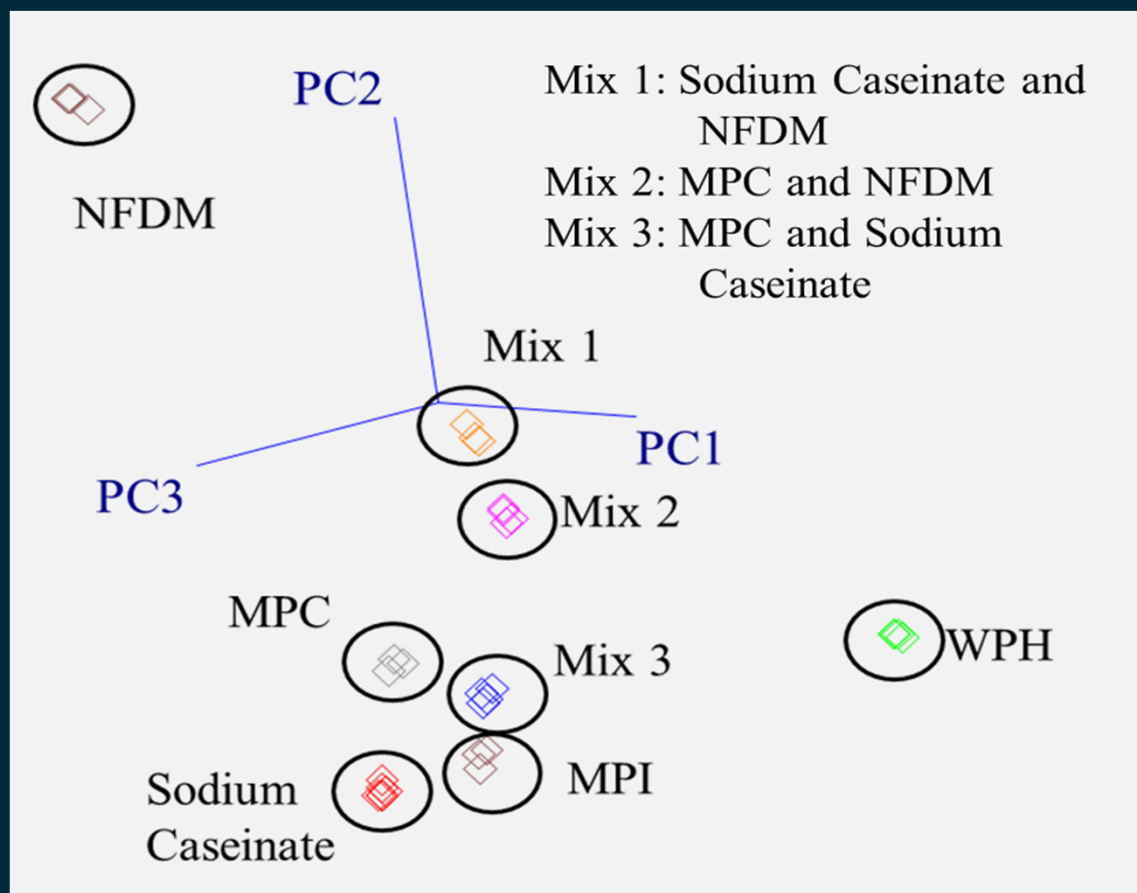 PC2
Mix 1: Sodium Caseinate and
NFDM
Mix 2: MPC and NFDM
Mix 3: MPC and Sodium
Caseinate
NFDM
Mix 1
PC1
PC3
Mix 2
MPC
Mix 3
WPH
MPI
Sodium
Caseinate